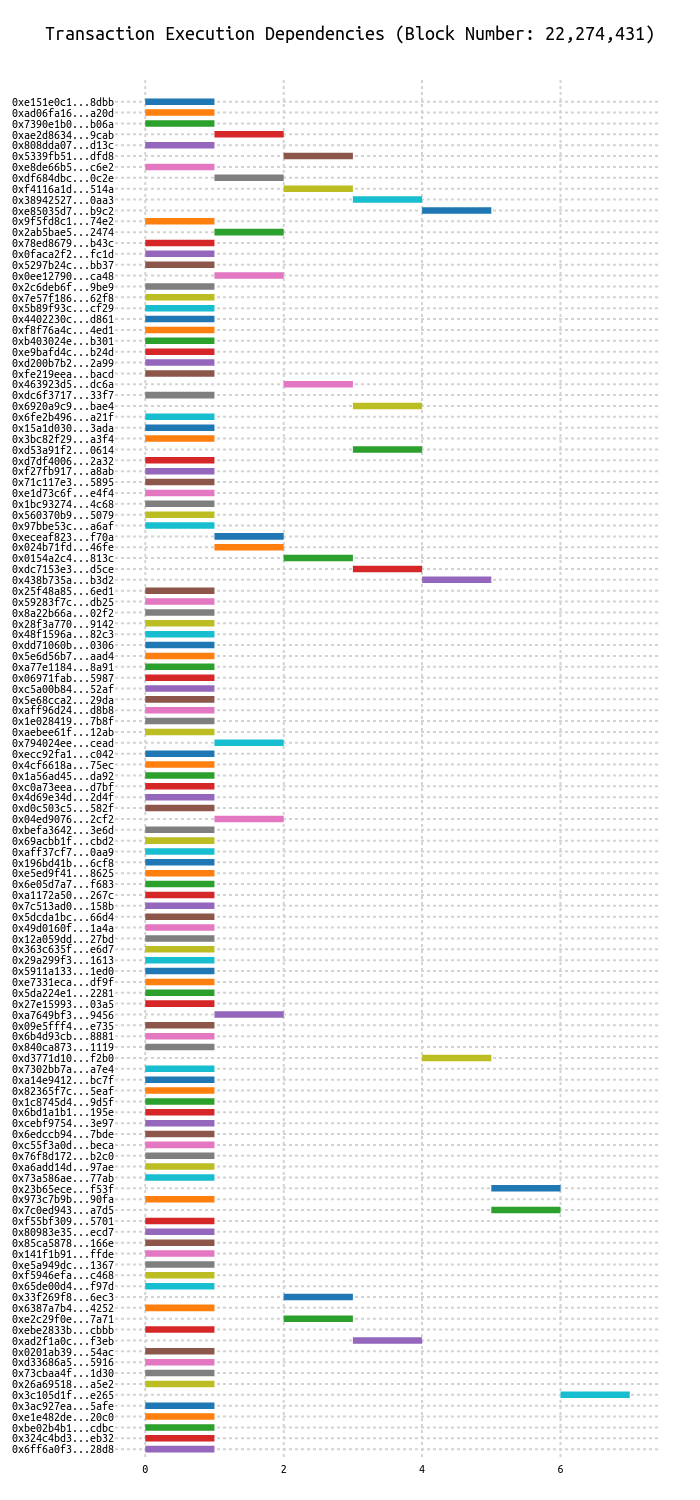 Transaction Execution Dependencies (Block Number: 22,274,431)
0xe151e0c1...8dbb
0xad06fa16...a20d
0x7390e1b0...b06a
0xae2d8634...9cab
0x808dda07...d13c
0x5339fb51...dfd8
0xe8de66b5...c6e2
0xdf684dbc...0c2e
0xf4116a1d...514a
0x38942527...0aa3
0xe85035d7...b9c2
0x9f5fd8c1...74e2
0x2ab5bae5...2474
0x78ed8679...b43c
0x0faca2f2...fc1d
0x5297b24c...bb37
0x0ee12790...ca48
0x2c6deb6f...9be9
0x7e57f186...62f8
0x5b89f93c...cf29
0x4402230c...d861
0xf8f76a4c...4ed1
0xb403024e...b301
0xe9bafd4c...b24d
0xd200b7b2...2a99
0xfe219eea...bacd
0x463923d5...dc6a
0xdc6f3717...33f7
0x6920a9c9...bae4
0x6fe2b496...a21f
0x15a1d030...3ada
0x3bc82f29...a3f4
0xd53a91f2...0614
0xd7df4006...2a32
0xf27fb917...a8ab
0x71c117e3...5895
0xe1d73c6f...e4f4
0x1bc93274...4c68
0x560370b9...5079
0x97bbe53c...a6af
0xeceaf823...f70a
0x024b71fd...46fe
0x0154a2c4...813c
0xdc7153e3...d5ce
0x438b735a...b3d2
0x25f48a85...6ed1
0x59283f7c...db25
0x8a22b66a...02f2
0x28f3a770...9142
0x48f1596a...82c3
0xdd71060b...0306
0x5e6d56b7...aad4
0xa77e1184...8a91
0x06971fab...5987
0xc5a00b84...52af
0x5e68cca2...29da
0xaff96d24...d8b8
0x1e028419...7b8f
0xaebee61f...12ab
0x794024ee...cead
0xecc92fa1...c042
0x4cf6618a...75ec
0x1a56ad45...da92
0xc0a73eea...d7bf
0x4d69e34d...2d4f
0xd0c503c5...582f
0x04ed9076...2cf2
0xbefa3642...3e6d
0x69acbb1f...cbd2
0xaff37cf7...0aa9
0x196bd41b...6cf8
0xe5ed9f41...8625
0x6e05d7a7...f683
0xa1172a50...267c
0x7c513ad0...158b
0x5dcda1bc...66d4
0x49d0160f...1a4a
0x12a059dd...27bd
0x363c635f...e6d7
0x29a299f3...1613
0x5911a133...1ed0
0xe7331eca...df9f
0x5da224e1...2281
0x27e15993...03a5
0xa7649bf3...9456
0x09e5fff4...e735
0x6b4d93cb...8881
0x840ca873...1119
0xd3771d10...f2b0
0x7302bb7a...a7e4
0xa14e9412...bc7f
0x82365f7c...5eaf
0x1c8745d4...9d5f
0x6bd1a1b1...195e
0xcebf9754...3e97
0x6edccb94...7bde
0xc55f3a0d...beca
0x76f8d172...b2c0
0xa6add14d...97ae
0x73a586ae...77ab
0x23b65ece...f53f
0x973c7b9b...90fa
0x7c0ed943...a7d5
0xf55bf309...5701
0x80983e35...ecd7
0x85ca5878...166e
0x141f1b91...ffde
0xe5a949dc...1367
0xf5946efa...c468
0x65de00d4...f97d
0x33f269f8...6ec3
0x6387a7b4...4252
0xe2c29f0e...7a71
0xebe2833b...cbbb
0xad2f1a0c...f3eb
0x0201ab39...54ac
0xd33686a5...5916
0x73cbaa4f...1d30
0x26a69518...a5e2
0x3c105d1f...e265
0x3ac927ea...5afe
0xe1e482de...20c0
0xbe02b4b1...cdbc
0x324c4bd3...eb32
0x6ff6a0f3...28d8
0 2 4 6